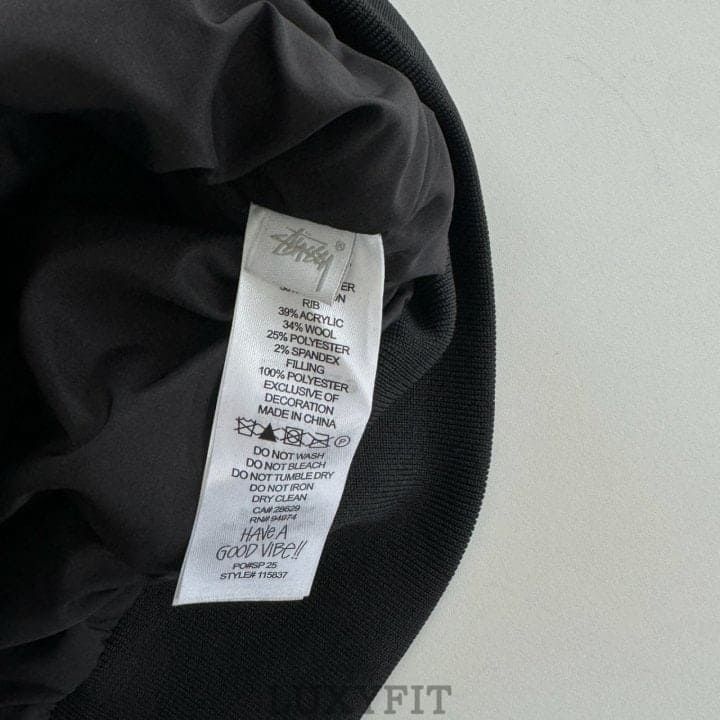 STÜSSY ®
RIB
39% ACRYLIC
34% WOOL
25% POLYESTER
2% SPANDEX
FILLING
100% POLYESTER
EXCLUSIVE OF
DECORATION
MADE IN CHINA
P
DO NOT WASH
DO NOT BLEACH
DO NOT TUMBLE DRY
DO NOT IRON
DRY CLEAN
CA# 28629
RN# 94974
HAVE A
GOOD VIBE!!
PO#SP 25
STYLE# 115837
LUXYFIT